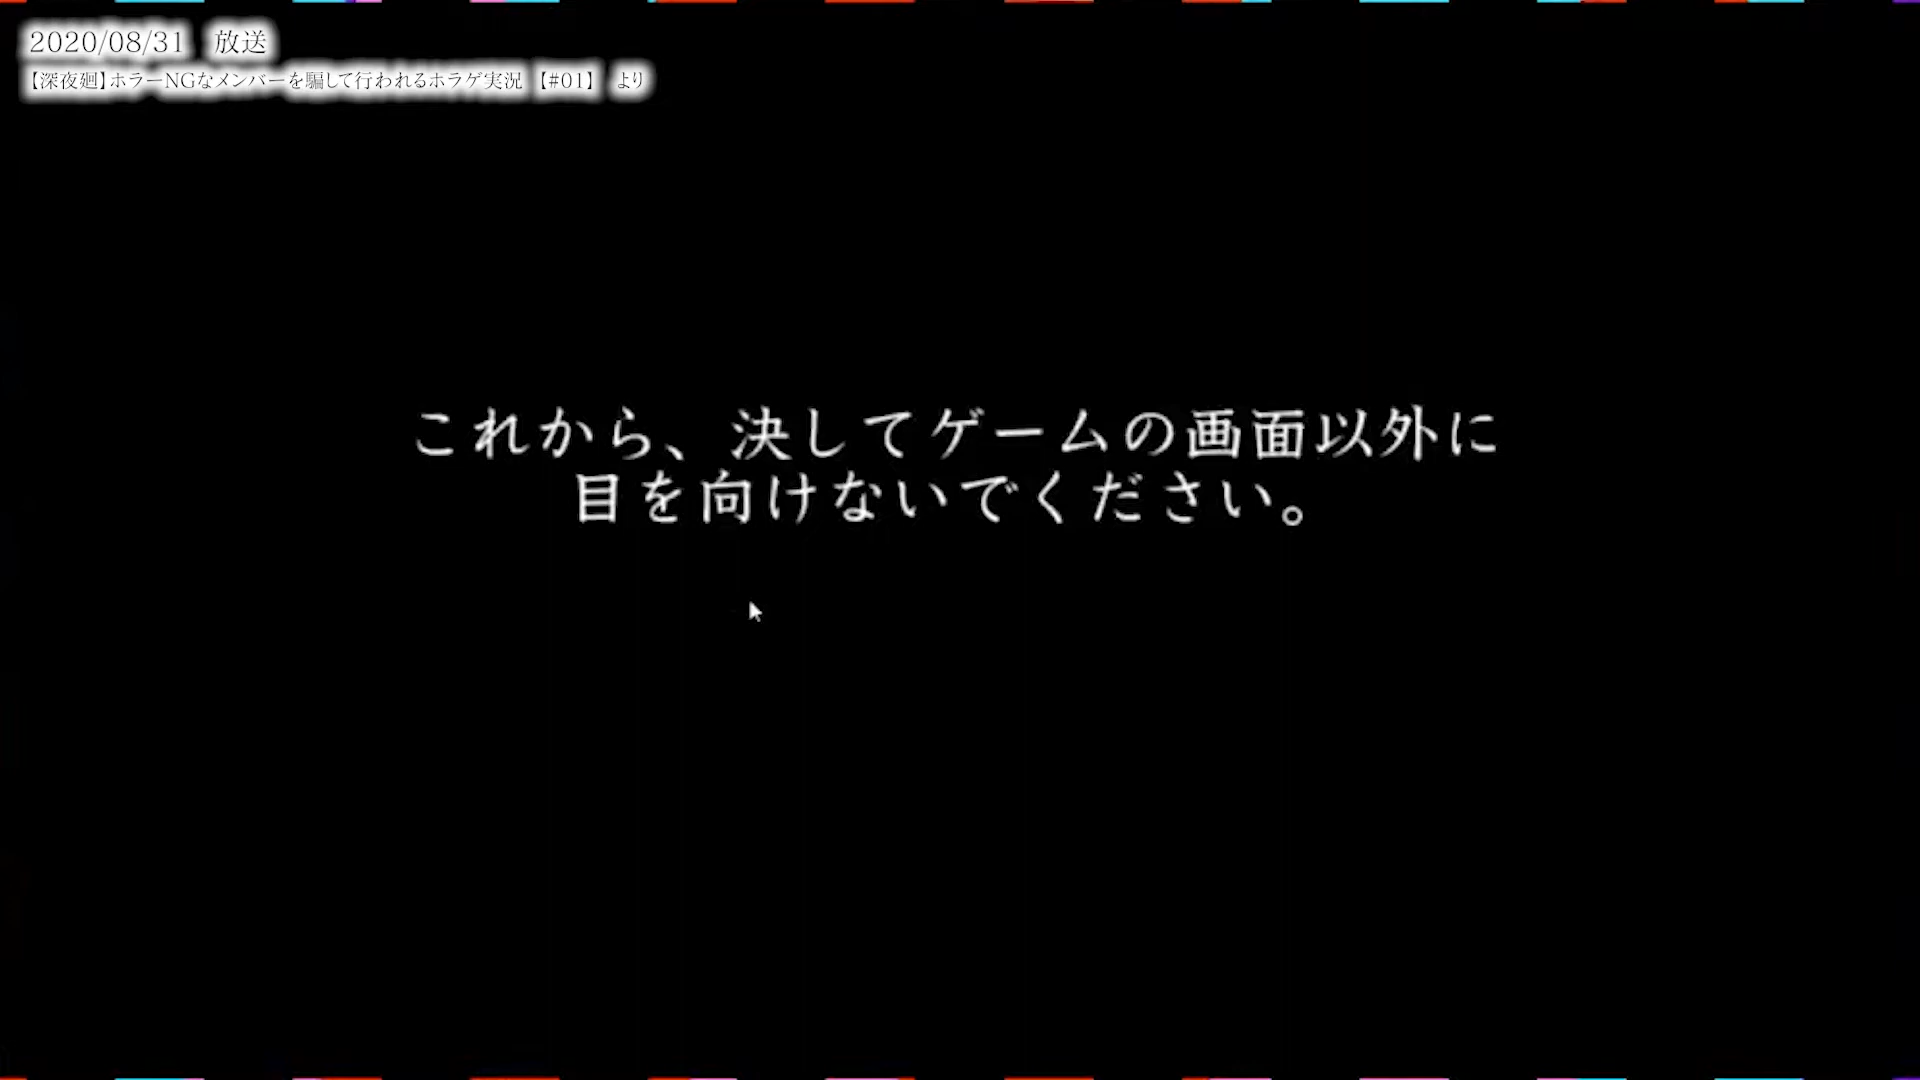 2020/08/31　放送
【深夜廻】ホラーNGなメンバーを騙して行われるホラゲ実況 【#01】 より
これから、決してゲームの画面以外に
目を向けないでください。